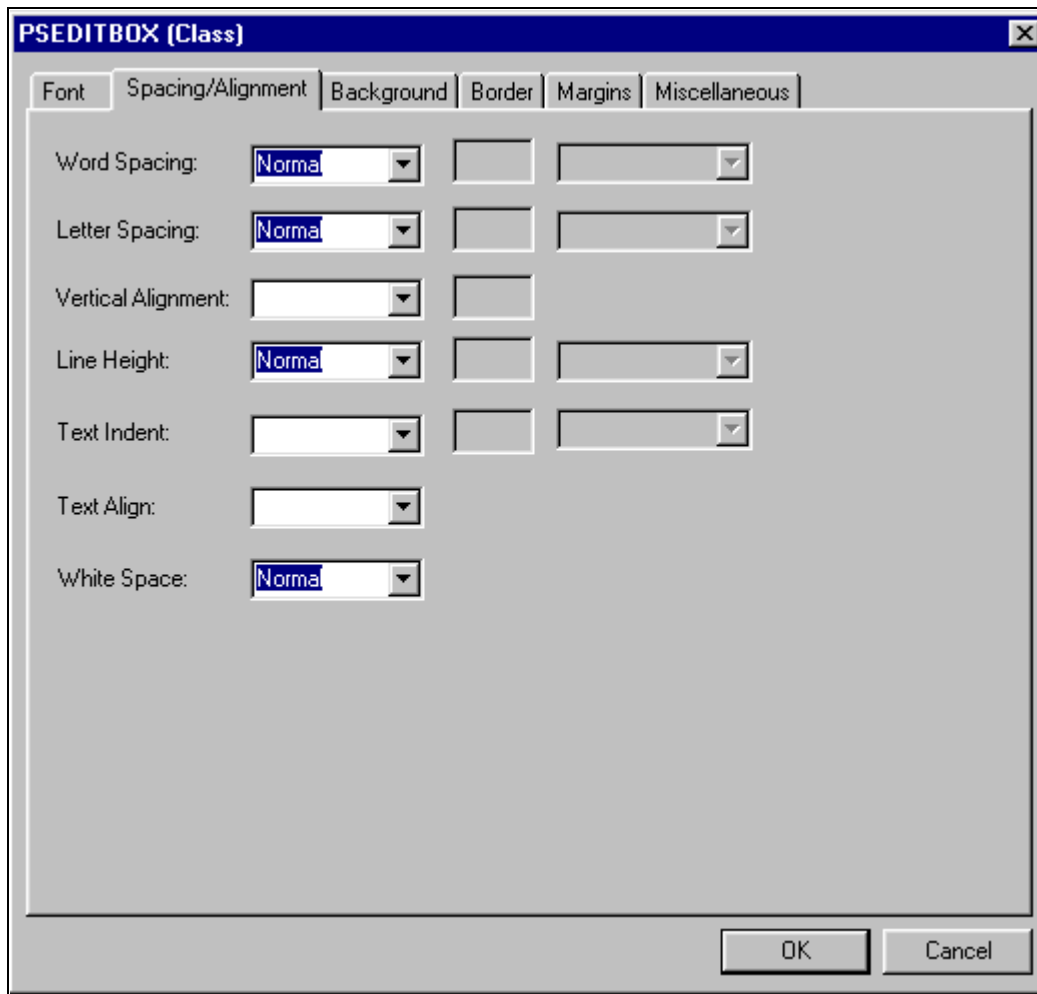 PSEDITBOX (Class)
Font Spacing/Alignment Background Border Margins Miscellaneous
Word Spacing: Normal
Letter Spacing: Normal
Vertical Alignment:
Line Height: Normal
Text Indent:
Text Align:
White Space: Normal
OK Cancel